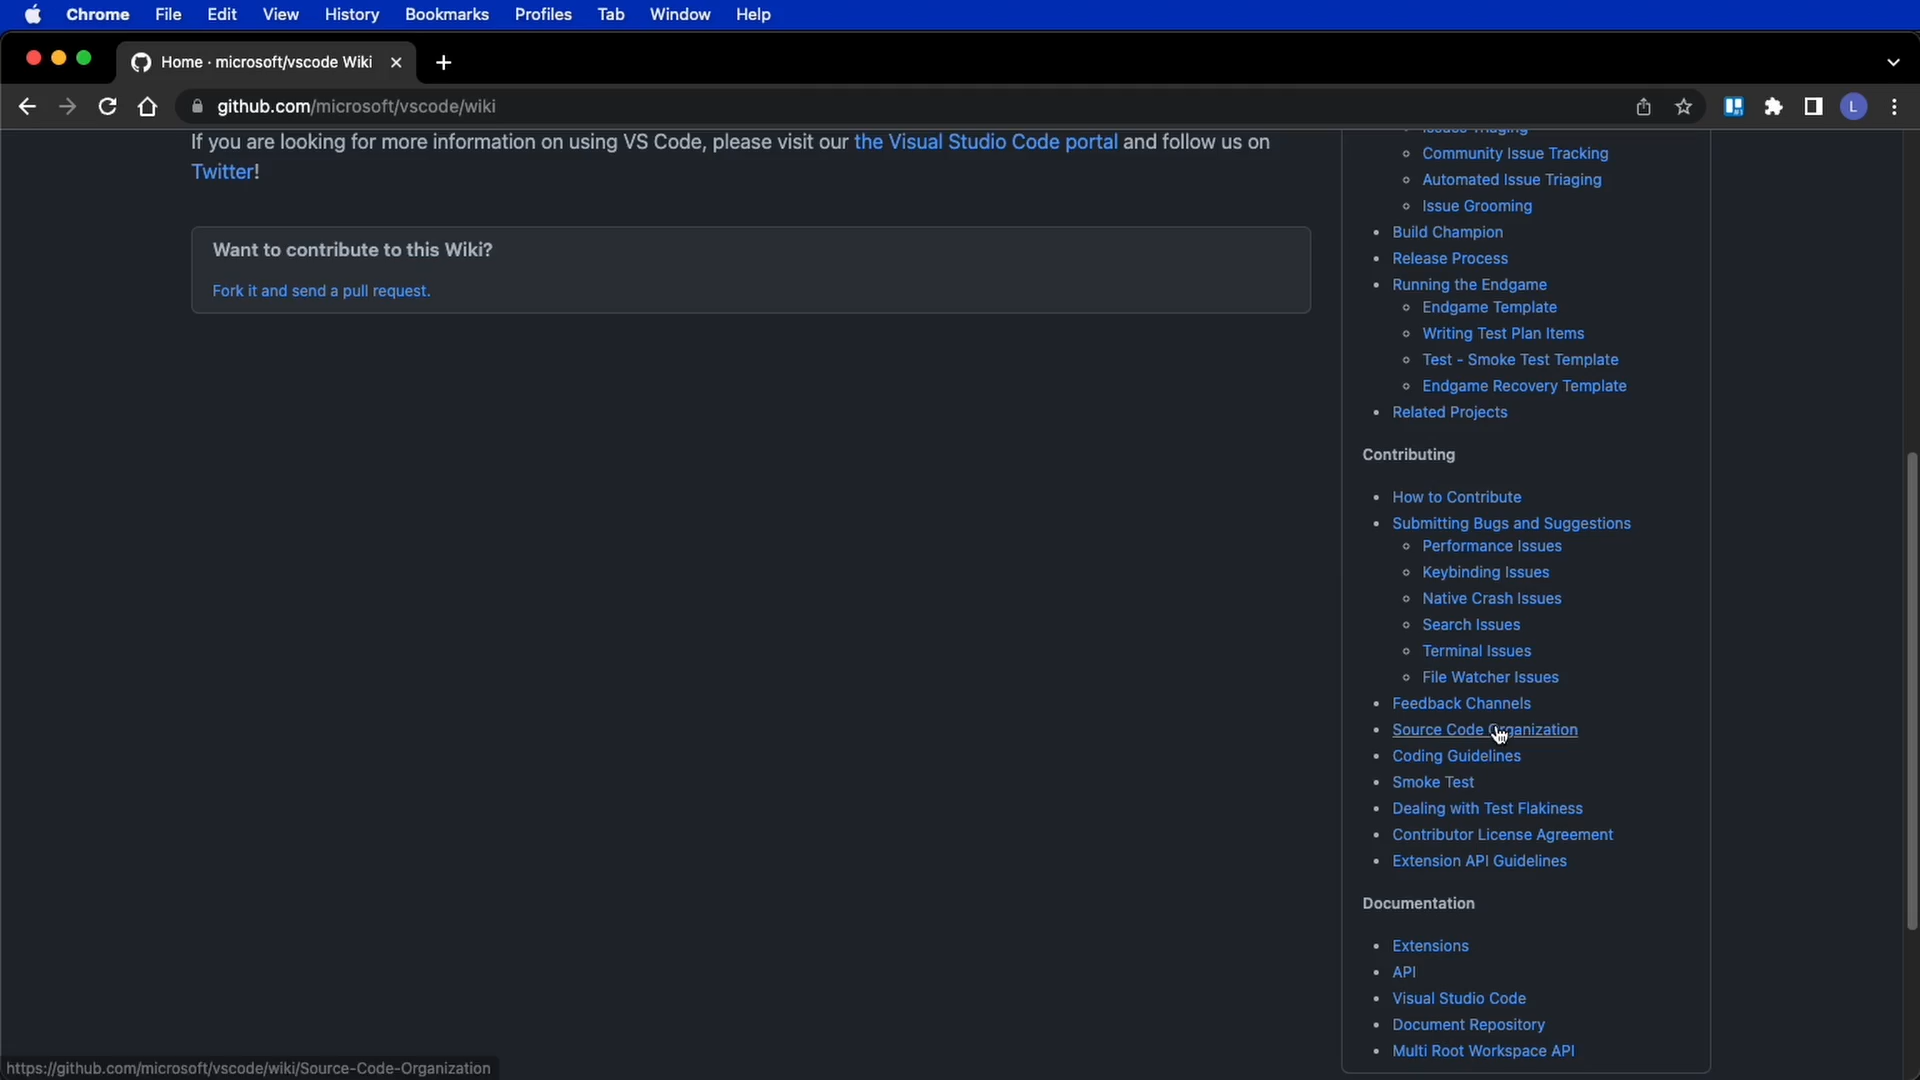 Chrome File Edit View History Bookmarks Profiles Tab Window Help
Home · microsoft/vscode Wiki
github.com/microsoft/vscode/wiki
L
If you are looking for more information on using VS Code, please visit our the Visual Studio Code portal and follow us on
Twitter!
Want to contribute to this Wiki?
Fork it and send a pull request.
Issues Triaging
Community Issue Tracking
Automated Issue Triaging
Issue Grooming
Build Champion
Release Process
Running the Endgame
Endgame Template
Writing Test Plan Items
Test - Smoke Test Template
Endgame Recovery Template
Related Projects
Contributing
How to Contribute
Submitting Bugs and Suggestions
Performance Issues
Keybinding Issues
Native Crash Issues
Search Issues
Terminal Issues
File Watcher Issues
Feedback Channels
Source Code Organization
Coding Guidelines
Smoke Test
Dealing with Test Flakiness
Contributor License Agreement
Extension API Guidelines
Documentation
Extensions
API
Visual Studio Code
Document Repository
Multi Root Workspace API
https://github.com/microsoft/vscode/wiki/Source-Code-Organization